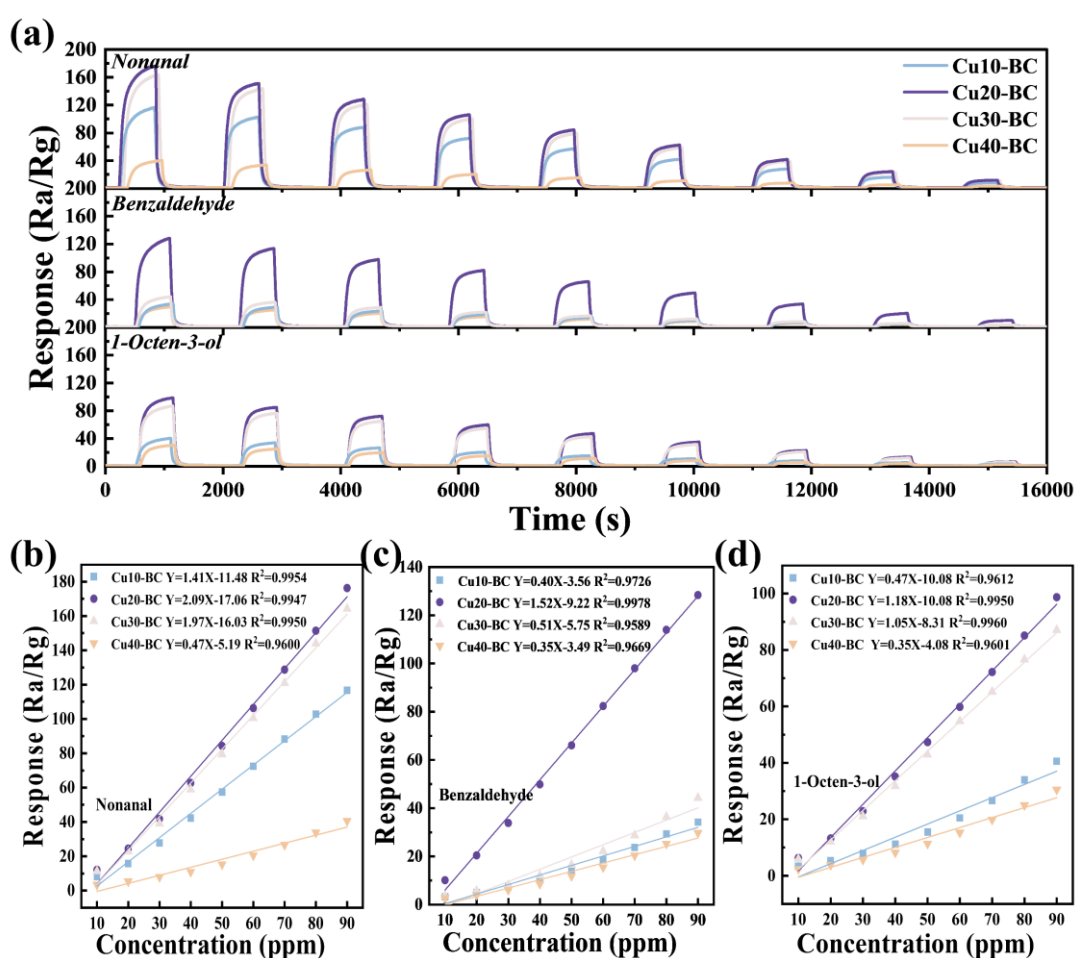 (a)
Response (Ra/Rg)
200
160
120
80
40
Nonanal
Cu10-BC
Cu20-BC
Cu30-BC
Cu40-BC
200
160
120
80
40
Benzaldehyde
200
160
120
80
40
0
1-Octen-3-ol
0 2000 4000 6000 8000 10000 12000 14000 16000
Time (s)
(b)
Response (Ra/Rg)
180
160
140
120
100
80
60
40
20
0
Cu10-BC Y=1.41X-11.48 R²=0.9954
Cu20-BC Y=2.09X-17.06 R²=0.9947
Cu30-BC Y=1.97X-16.03 R²=0.9950
Cu40-BC Y=0.47X-5.19 R²=0.9600
Nonanal
10 20 30 40 50 60 70 80 90
Concentration (ppm)
(c)
Response (Ra/Rg)
140
120
100
80
60
40
20
0
Cu10-BC Y=0.40X-3.56 R²=0.9726
Cu20-BC Y=1.52X-9.22 R²=0.9978
Cu30-BC Y=0.51X-5.75 R²=0.9589
Cu40-BC Y=0.35X-3.49 R²=0.9669
Benzaldehyde
10 20 30 40 50 60 70 80 90
Concentration (ppm)
(d)
Response (Ra/Rg)
100
80
60
40
20
0
Cu10-BC Y=0.47X-10.08 R²=0.9612
Cu20-BC Y=1.18X-10.08 R²=0.9950
Cu30-BC Y=1.05X-8.31 R²=0.9960
Cu40-BC Y=0.35X-4.08 R²=0.9601
1-Octen-3-ol
10 20 30 40 50 60 70 80 90
Concentration (ppm)